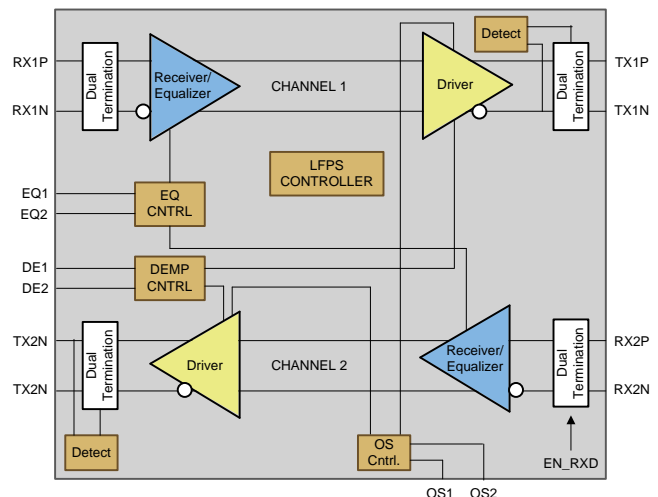 Detect
RX1P
Dual
Termination
Receiver/
Equalizer
CHANNEL 1
Driver
Dual
Termination
TX1P
RX1N
TX1N
LFPS
CONTROLLER
EQ1
EQ2
EQ
CNTRL
DE1
DE2
DEMP
CNTRL
TX2N
Dual
Termination
Driver
CHANNEL 2
Receiver/
Equalizer
Dual
Termination
RX2P
TX2N
RX2N
Detect
OS
Cntrl.
EN_RXD
OS1
OS2